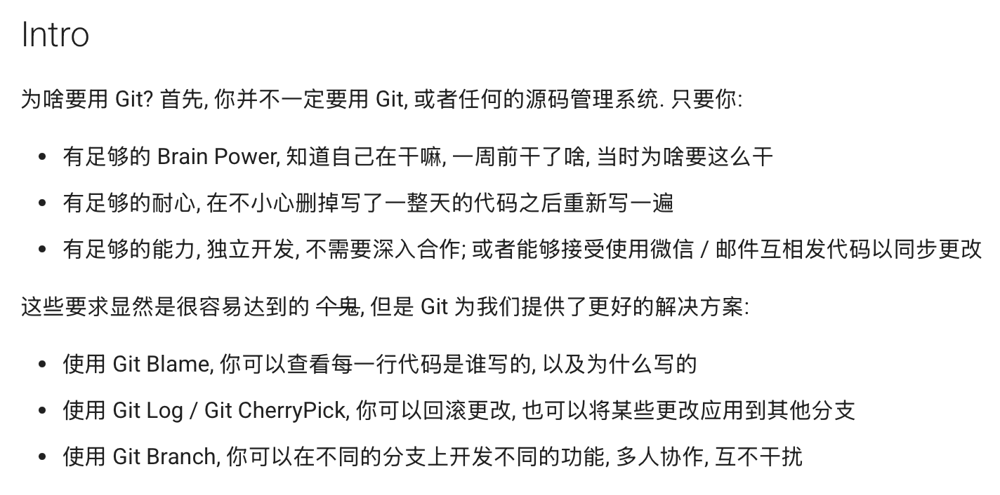 Intro
为啥要用 Git? 首先, 你并不一定要用 Git, 或者任何的源码管理系统. 只要你:
• 有足够的 Brain Power, 知道自己在干嘛, 一周前干了啥, 当时为啥要这么干
• 有足够的耐心, 在不小心删掉写了一整天的代码之后重新写一遍
• 有足够的能力, 独立开发, 不需要深入合作; 或者能够接受使用微信 / 邮件互相发代码以同步更改
这些要求显然是很容易达到的 个鬼, 但是 Git 为我们提供了更好的解决方案:
• 使用 Git Blame, 你可以查看每一行代码是谁写的, 以及为什么写的
• 使用 Git Log / Git CherryPick, 你可以回滚更改, 也可以将某些更改应用到其他分支
• 使用 Git Branch, 你可以在不同的分支上开发不同的功能, 多人协作, 互不干扰